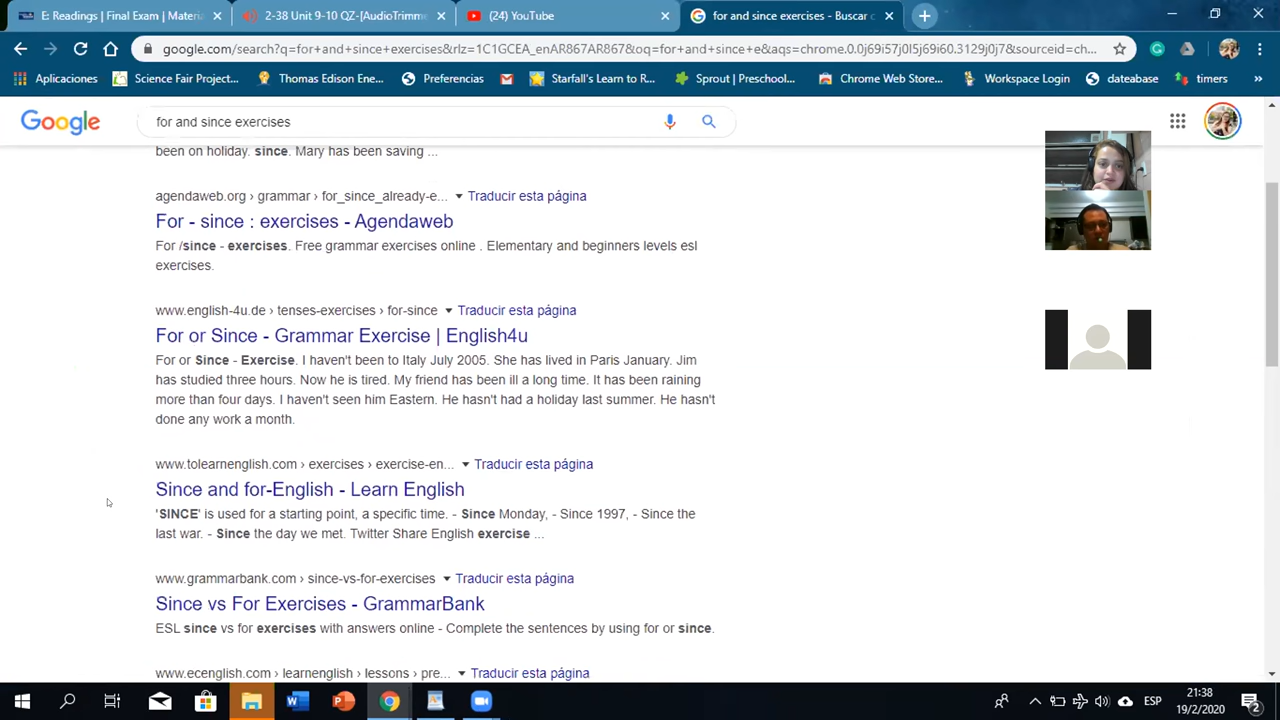 E: Readings | Final Exam | Materia
2-38 Unit 9-10 QZ-[AudioTrimme
(24) YouTube
for and since exercises - Buscar c
google.com/search?q=for+and+since+exercises&rlz=1C1GCEA_enAR867AR867&oq=for+and+since+e&aqs=chrome.0.0j69i57j0l5j69i60.3129j0j7&sourceid=ch...
Aplicaciones Science Fair Project... Thomas Edison Ene... Preferencias Starfall's Learn to R... Sprout | Preschool... Chrome Web Store... Workspace Login dateabase timers
Google for and since exercises
been on holiday. since. Mary has been saving ...
agendaweb.org › grammar › for_since_already-e... Traducir esta página
For - since : exercises - Agendaweb
For /since - exercises. Free grammar exercises online . Elementary and beginners levels esl
exercises.
www.english-4u.de › tenses-exercises › for-since Traducir esta página
For or Since - Grammar Exercise | English4u
For or Since - Exercise. I haven't been to Italy July 2005. She has lived in Paris January. Jim
has studied three hours. Now he is tired. My friend has been ill a long time. It has been raining
more than four days. I haven't seen him Eastern. He hasn't had a holiday last summer. He hasn't
done any work a month.
www.tolearnenglish.com › exercises › exercise-en... Traducir esta página
Since and for-English - Learn English
'SINCE' is used for a starting point, a specific time. - Since Monday, - Since 1997, - Since the
last war. - Since the day we met. Twitter Share English exercise ...
www.grammarbank.com › since-vs-for-exercises Traducir esta página
Since vs For Exercises - GrammarBank
ESL since vs for exercises with answers online - Complete the sentences by using for or since.
www.ecenglish.com › learnenglish › lessons › pre... Traducir esta página
ESP
21:38
19/2/2020
2